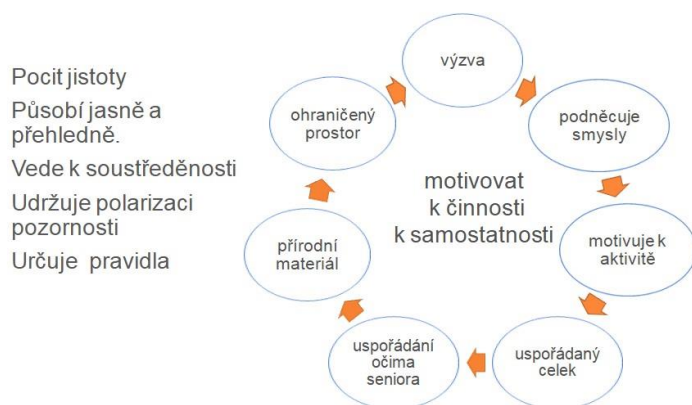 Pocit jistoty
Působí jasně a
přehledně.
Vede k soustředěnosti
Udržuje polarizaci
pozornosti
Určuje pravidla
výzva
podněcuje
smysly
motivuje k
aktivitě
uspořádaný
celek
uspořádání
očima
seniora
přírodní
materiál
ohraničený
prostor
motivovat
k činnosti
k samostatnosti